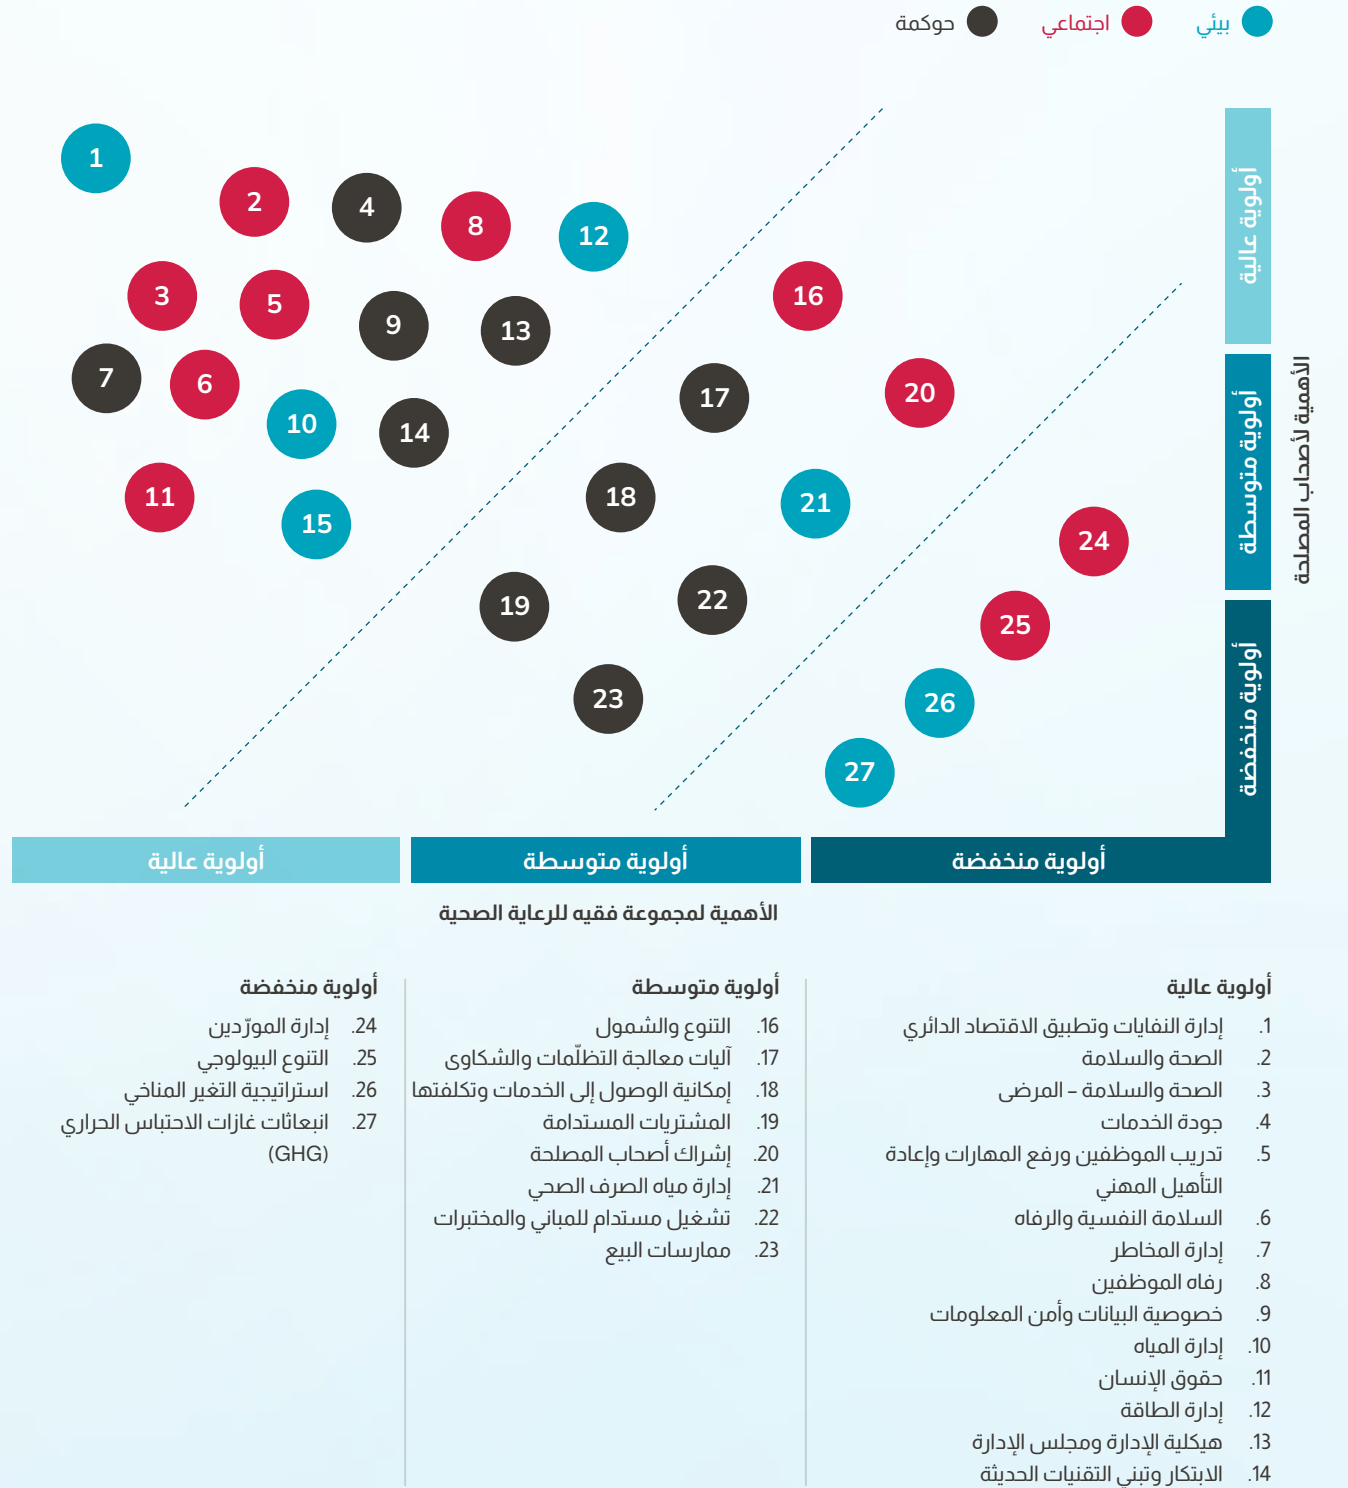 بيئي
اجتماعي
حوكمة
1
2
4
8
12
3
5
9
13
16
7
6
10
14
17
20
11
15
18
21
24
19
22
25
23
26
27
أولوية عالية
أولوية متوسطة
أولوية منخفضة
الأهمية لأصحاب المصلحة
أولوية منخفضة
أولوية متوسطة
أولوية عالية
الأهمية لمجموعة فقيه للرعاية الصحية
أولوية عالية
1. إدارة النفايات وتطبيق الاقتصاد الدائري
2. الصحة والسلامة
3. الصحة والسلامة – المرضى
4. جودة الخدمات
5. تدريب الموظفين ورفع المهارات وإعادة
التأهيل المهني
6. السلامة النفسية والرفاه
7. إدارة المخاطر
8. رفاه الموظفين
9. خصوصية البيانات وأمن المعلومات
10. إدارة المياه
11. حقوق الإنسان
12. إدارة الطاقة
13. هيكلية الإدارة ومجلس الإدارة
14. الابتكار وتبني التقنيات الحديثة
أولوية متوسطة
16. التنوع والشمول
17. آليات معالجة التظلّمات والشكاوى
18. إمكانية الوصول إلى الخدمات وتكلفتها
19. المشتريات المستدامة
20. إشراك أصحاب المصلحة
21. إدارة مياه الصرف الصحي
22. تشغيل مستدام للمباني والمختبرات
23. ممارسات البيع
أولوية منخفضة
24. إدارة المورّدين
25. التنوع البيولوجي
26. استراتيجية التغير المناخي
27. انبعاثات غازات الاحتباس الحراري
(GHG)